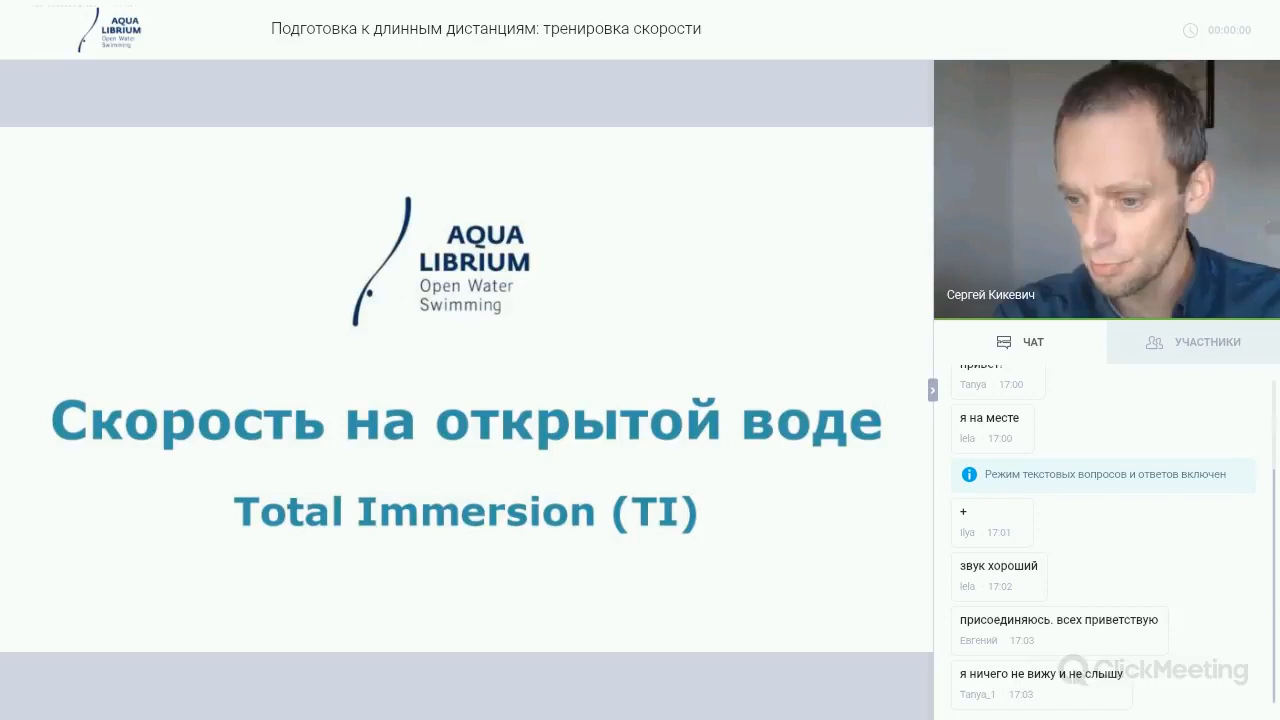 AQUA
LIBRIUM
Open Water
Swimming
Подготовка к длинным дистанциям: тренировка скорости
00:00:00
AQUA
LIBRIUM
Open Water
Swimming
Скорость на открытой воде
Total Immersion (TI)
Сергей Кикевич
ЧАТ
УЧАСТНИКИ
привет!
Tanya 17:00
я на месте
lela 17:00
Режим текстовых вопросов и ответов включен
+
Ilya 17:01
звук хороший
lela 17:02
присоединяюсь. всех приветствую
Евгений 17:03
я ничего не вижу и не слышу
Tanya_1 17:03
ClickMeeting